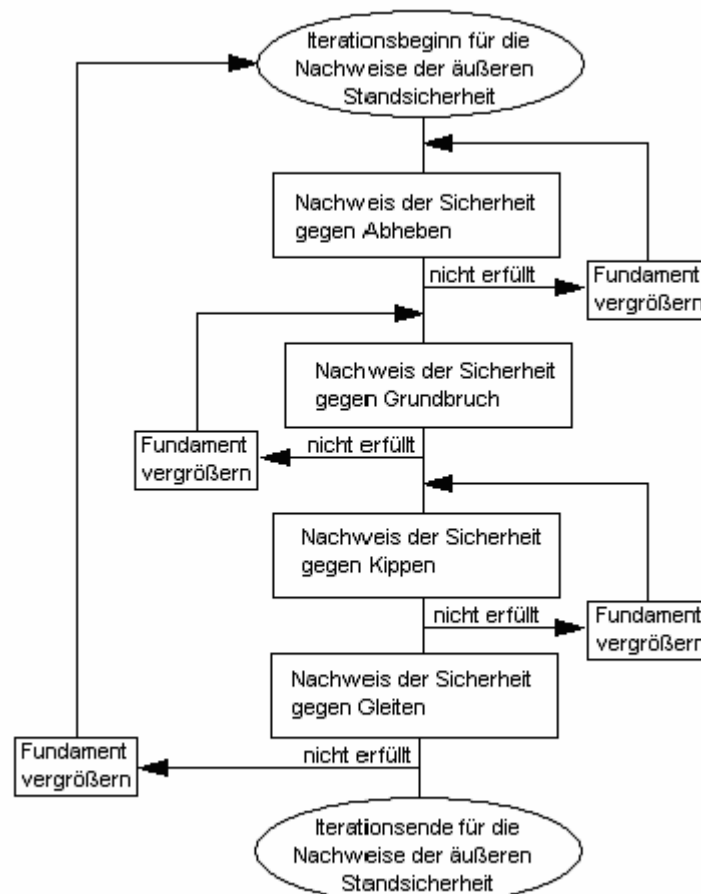 Iterationsbeginn für die
Nachweise der äußeren
Standsicherheit
Nachweis der Sicherheit
gegen Abheben
nicht erfüllt
Fundament
vergrößern
Nachweis der Sicherheit
gegen Grundbruch
nicht erfüllt
Fundament
vergrößern
Nachweis der Sicherheit
gegen Kippen
nicht erfüllt
Fundament
vergrößern
Nachweis der Sicherheit
gegen Gleiten
nicht erfüllt
Fundament
vergrößern
Iterationsende für die
Nachweise der äußeren
Standsicherheit